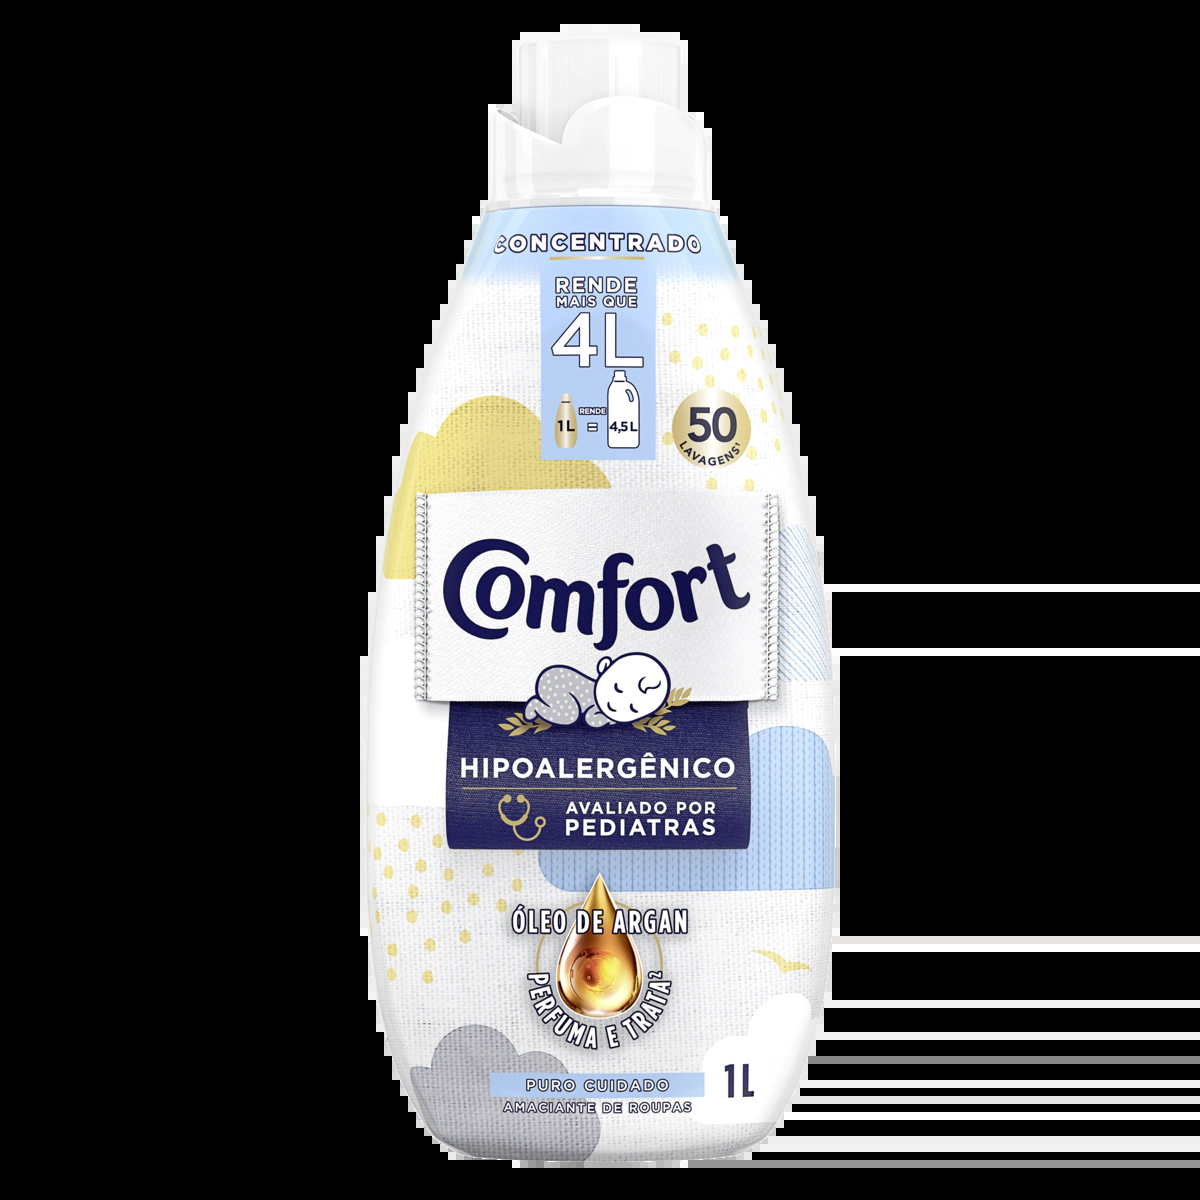 CONCENTRADO
RENDE
MAIS QUE
4L
1L RENDE = 4,5L
50
LAVAGENS¹
Comfort
HIPOALERGÊNICO
AVALIADO POR
PEDIATRAS
ÓLEO DE ARGAN
PERFUMA E TRATA²
PURO CUIDADO
AMACIANTE DE ROUPAS
1L